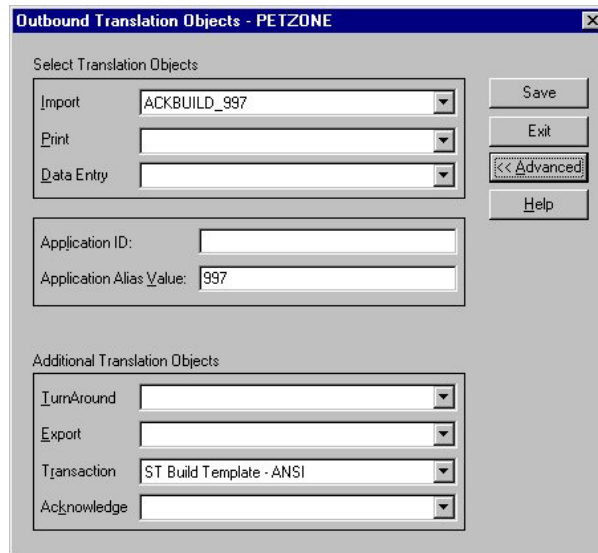 Outbound Translation Objects - PETZONE
Select Translation Objects
Import ACKBUILD_997
Print
Data Entry
Save
Exit
<< Advanced
Help
Application ID:
Application Alias Value: 997
Additional Translation Objects
TurnAround
Export
Transaction ST Build Template - ANSI
Acknowledge